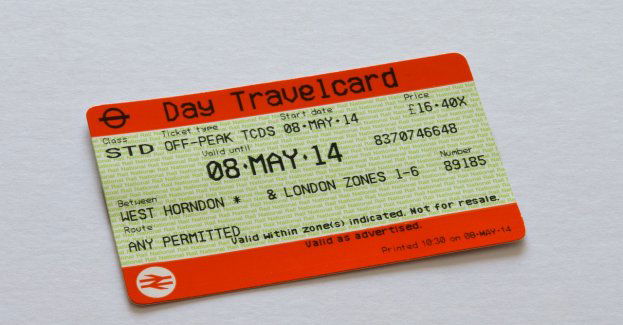 Day Travelcard
Class Ticket type Start date Price
STD OFF-PEAK TCDS 08·MAY·14 £16·40X
Valid until
08·MAY·14 8370746648
Between Number
WEST HORNDON * & LONDON ZONES 1-6 89185
Route
ANY PERMITTED Valid within zone(s) indicated. Not for resale.
Valid as advertised.
Printed 10:30 on 08·MAY·14